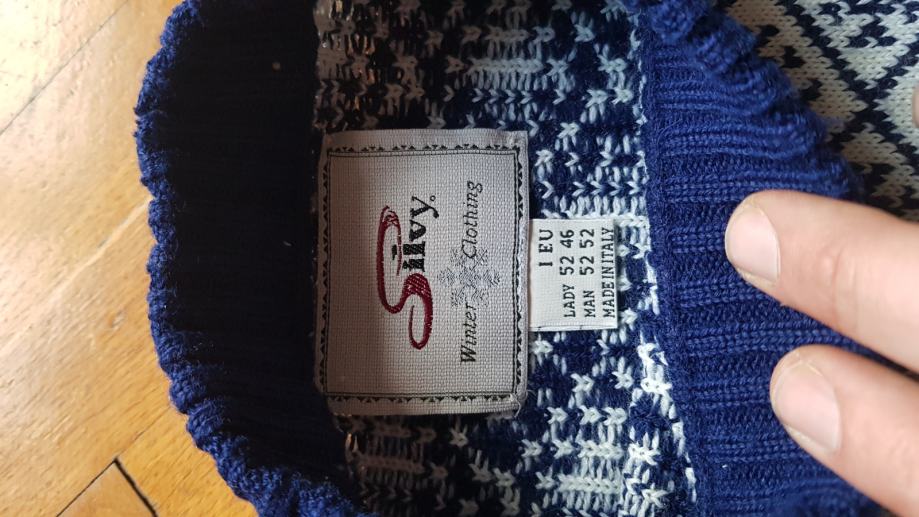 Silvy
Winter Clothing
I EU
LADY 52 46
MAN 52 52
MADE IN ITALY